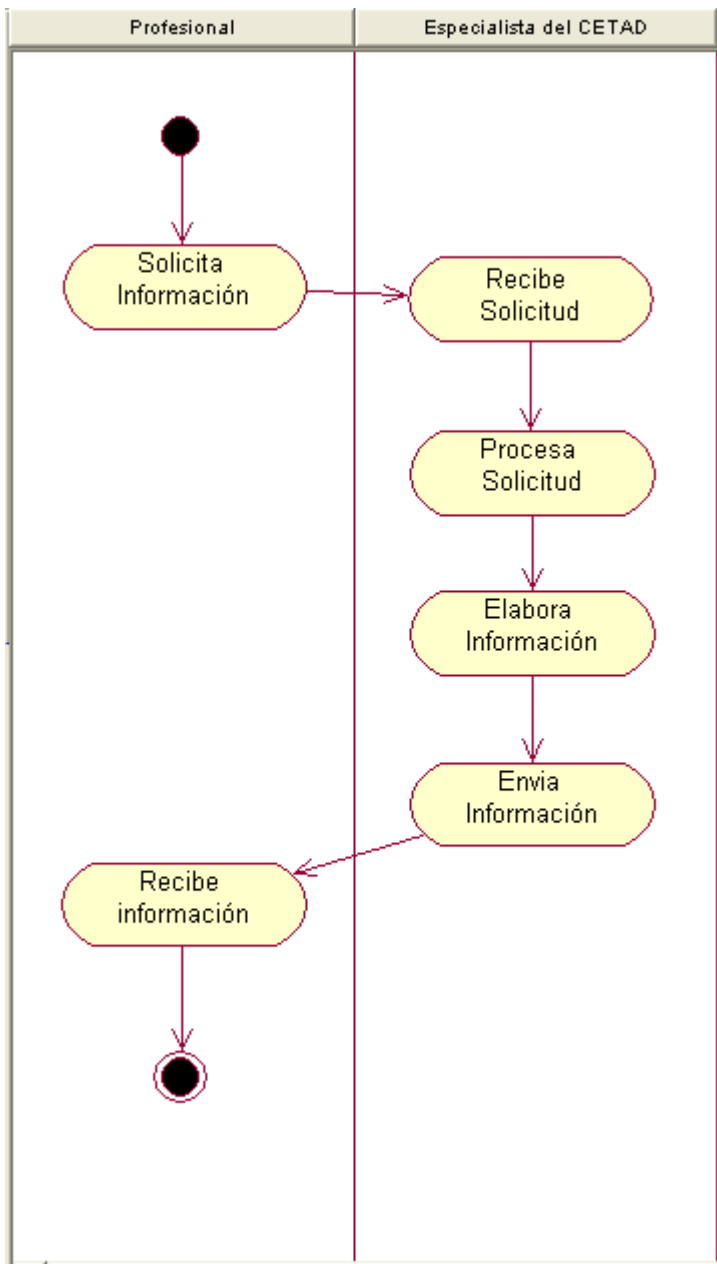 Profesional
Especialista del CETAD
Solicita
Información
Recibe
Solicitud
Procesa
Solicitud
Elabora
Información
Envia
Información
Recibe
información